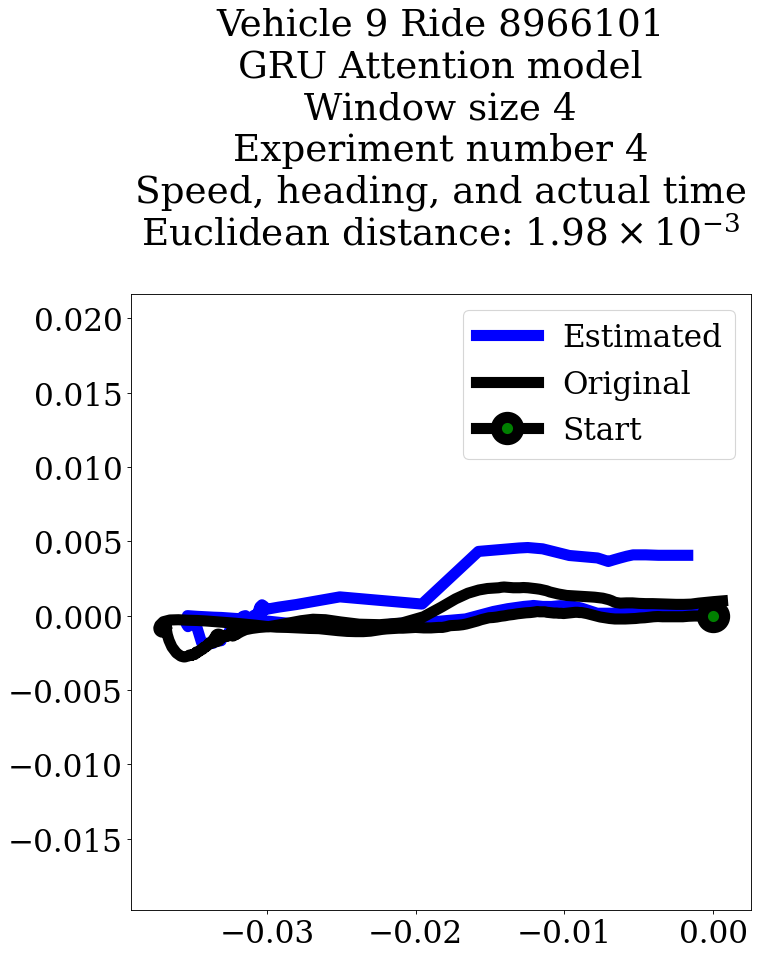 Vehicle 9 Ride 8966101
GRU Attention model
Window size 4
Experiment number 4
Speed, heading, and actual time
Euclidean distance: 1.98 × 10⁻³
Estimated
Original
Start
0.020
0.015
0.010
0.005
0.000
−0.005
−0.010
−0.015
−0.03
−0.02
−0.01
0.00